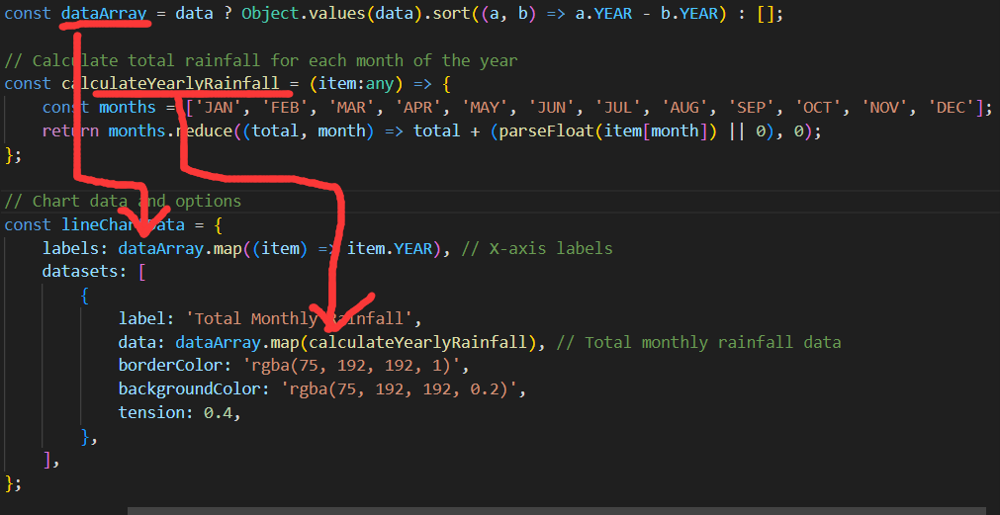 const dataArray = data ? Object.values(data).sort((a, b) => a.YEAR - b.YEAR) : [];
// Calculate total rainfall for each month of the year
const calculateYearlyRainfall = (item:any) => {
const months = ['JAN', 'FEB', 'MAR', 'APR', 'MAY', 'JUN', 'JUL', 'AUG', 'SEP', 'OCT', 'NOV', 'DEC'];
return months.reduce((total, month) => total + (parseFloat(item[month]) || 0), 0);
};
// Chart data and options
const lineChartData = {
labels: dataArray.map((item) => item.YEAR), // X-axis labels
datasets: [
{
label: 'Total Monthly Rainfall',
data: dataArray.map(calculateYearlyRainfall), // Total monthly rainfall data
borderColor: 'rgba(75, 192, 192, 1)',
backgroundColor: 'rgba(75, 192, 192, 0.2)',
tension: 0.4,
},
],
};